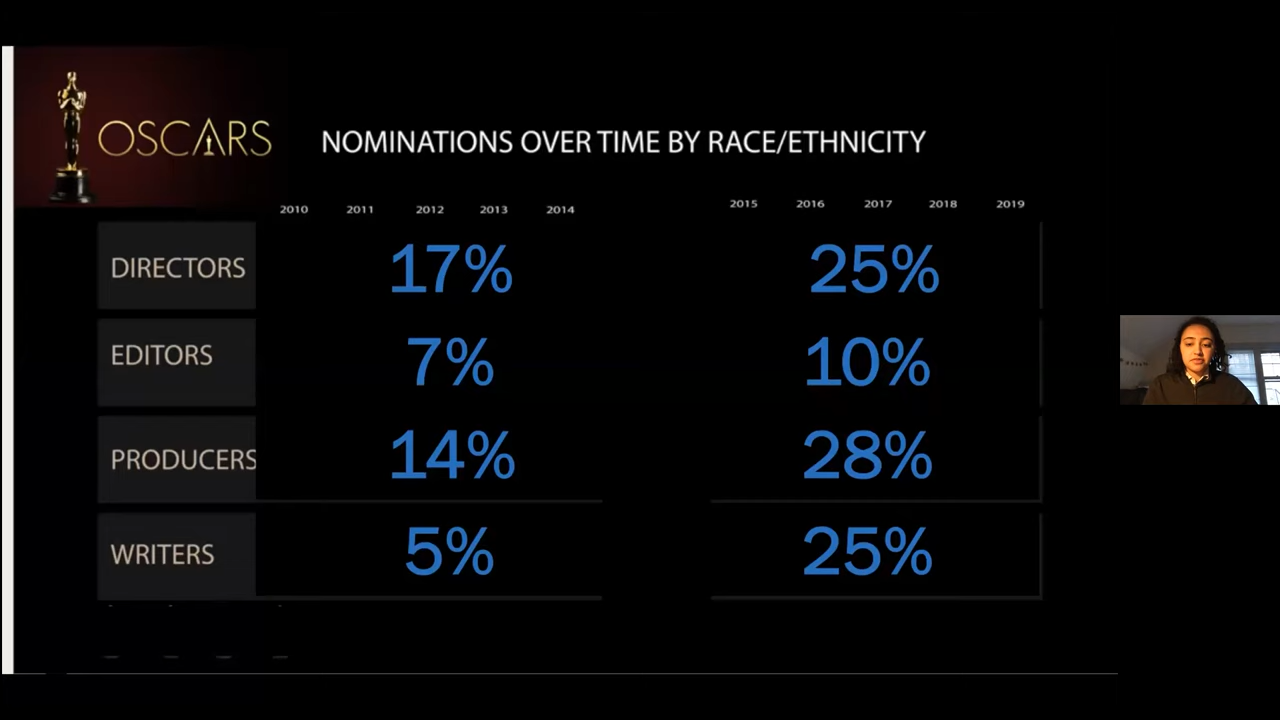 OSCARS
NOMINATIONS OVER TIME BY RACE/ETHNICITY
2010 2011 2012 2013 2014 2015 2016 2017 2018 2019
DIRECTORS 17% 25%
EDITORS 7% 10%
PRODUCERS 14% 28%
WRITERS 5% 25%